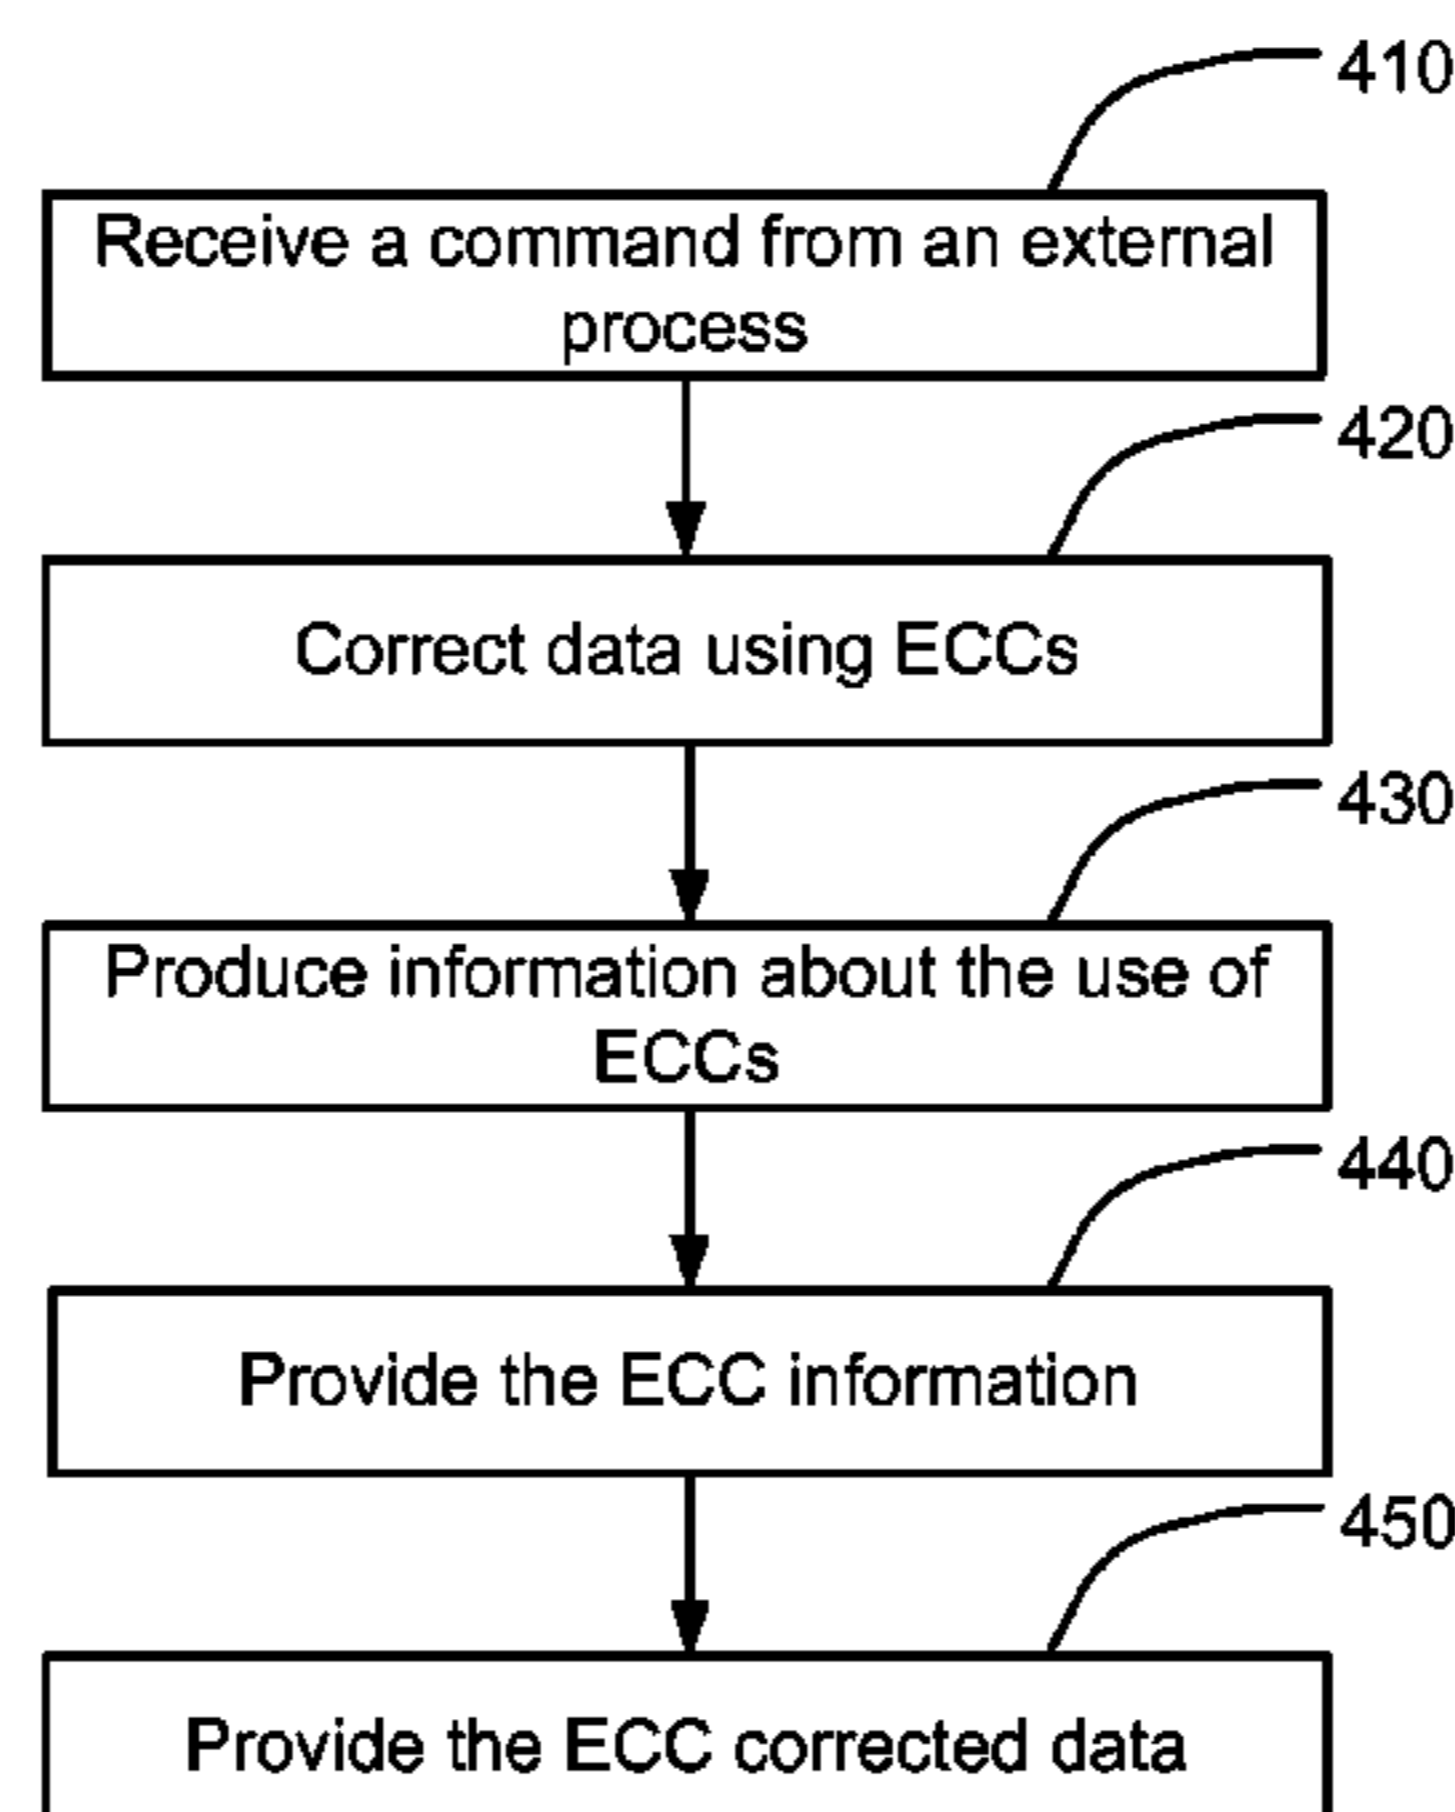 410
Receive a command from an external
process
420
Correct data using ECCs
430
Produce information about the use of
ECCs
440
Provide the ECC information
450
Provide the ECC corrected data